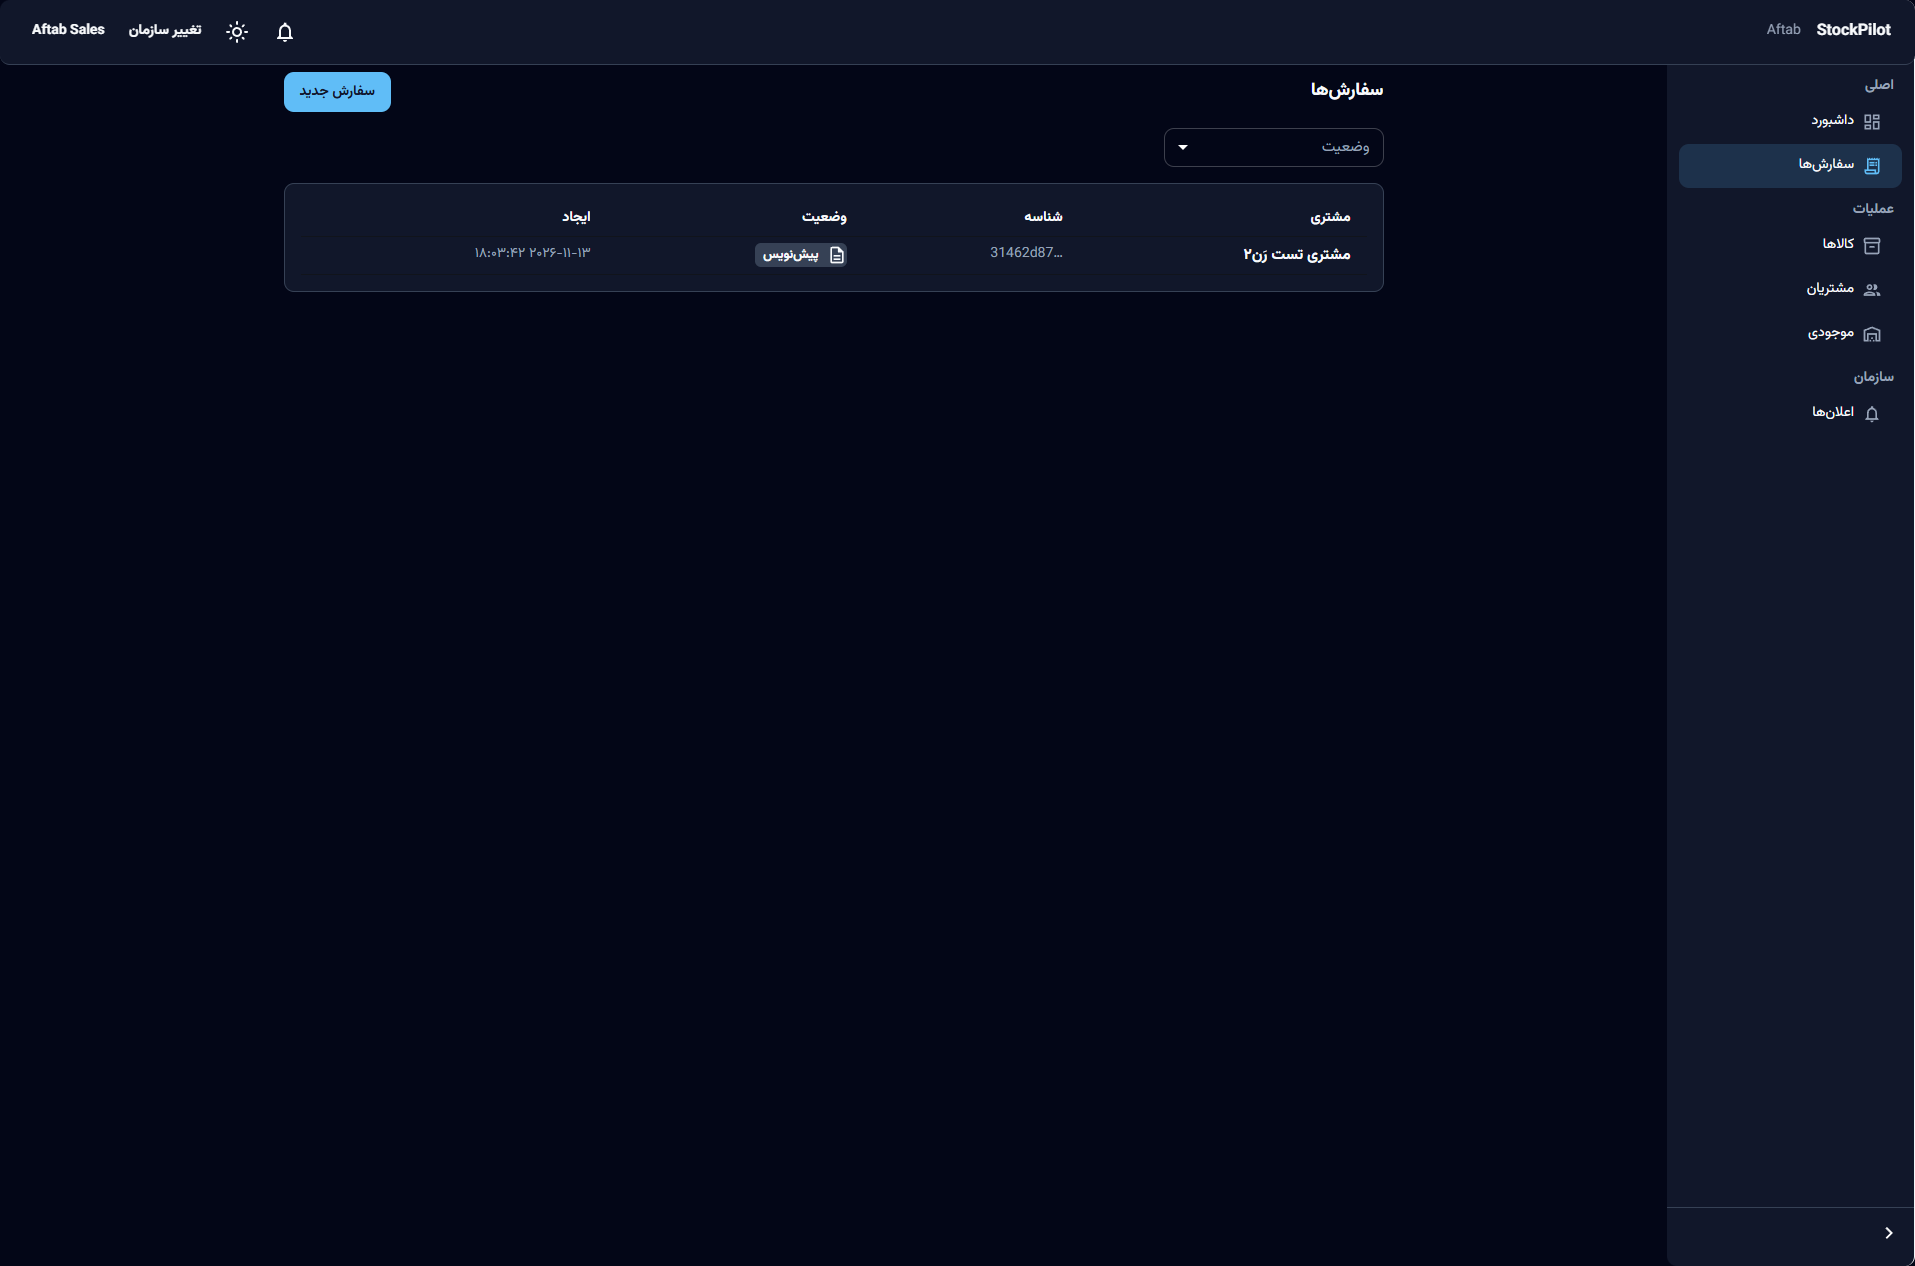 StockPilot Aftab
تغییر سازمان Aftab Sales
اصلی
داشبورد
سفارش‌ها
عملیات
کالاها
مشتریان
موجودی
سازمان
اعلان‌ها
سفارش‌ها
سفارش جدید
وضعیت
مشتری شناسه وضعیت ایجاد
مشتری تست رَن۲ 31462d87… پیش‌نویس ۲۰۲۶-۱۱-۱۳ ۱۸:۰۳:۴۲